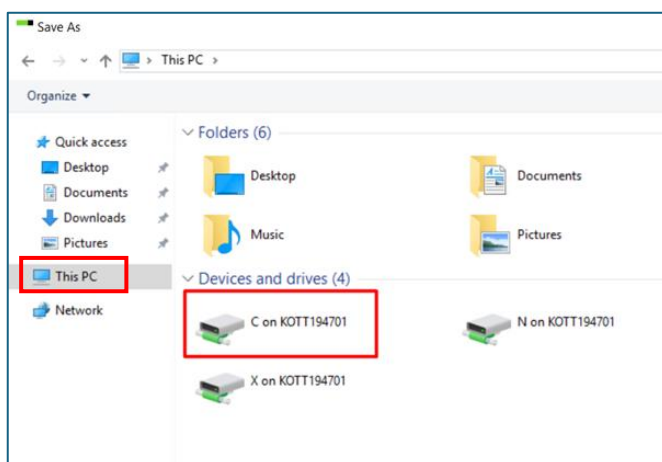 Save As
This PC
Organize
Quick access
Desktop
Documents
Downloads
Pictures
This PC
Network
Folders (6)
Desktop
Documents
Music
Pictures
Devices and drives (4)
C on KOTT194701
N on KOTT194701
X on KOTT194701